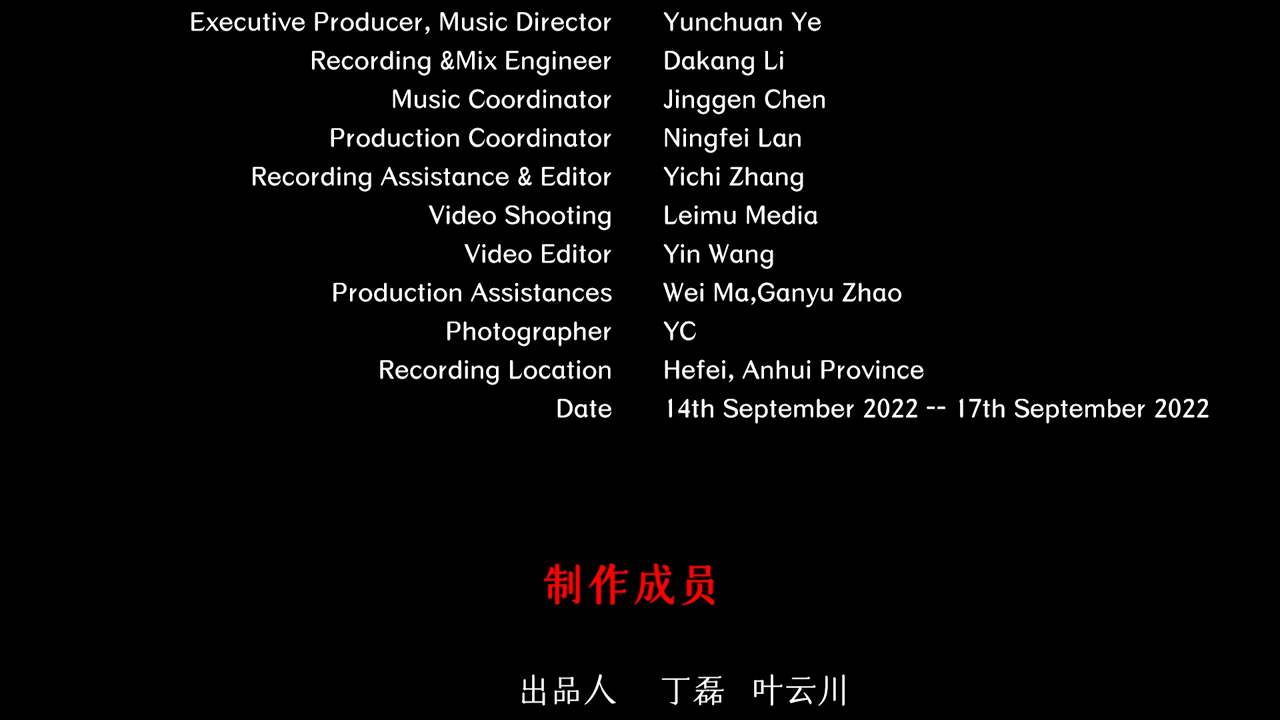 Executive Producer, Music Director Yunchuan Ye
Recording &Mix Engineer Dakang Li
Music Coordinator Jinggen Chen
Production Coordinator Ningfei Lan
Recording Assistance & Editor Yichi Zhang
Video Shooting Leimu Media
Video Editor Yin Wang
Production Assistances Wei Ma,Ganyu Zhao
Photographer YC
Recording Location Hefei, Anhui Province
Date 14th September 2022 -- 17th September 2022
制作成员
出品人 丁磊 叶云川